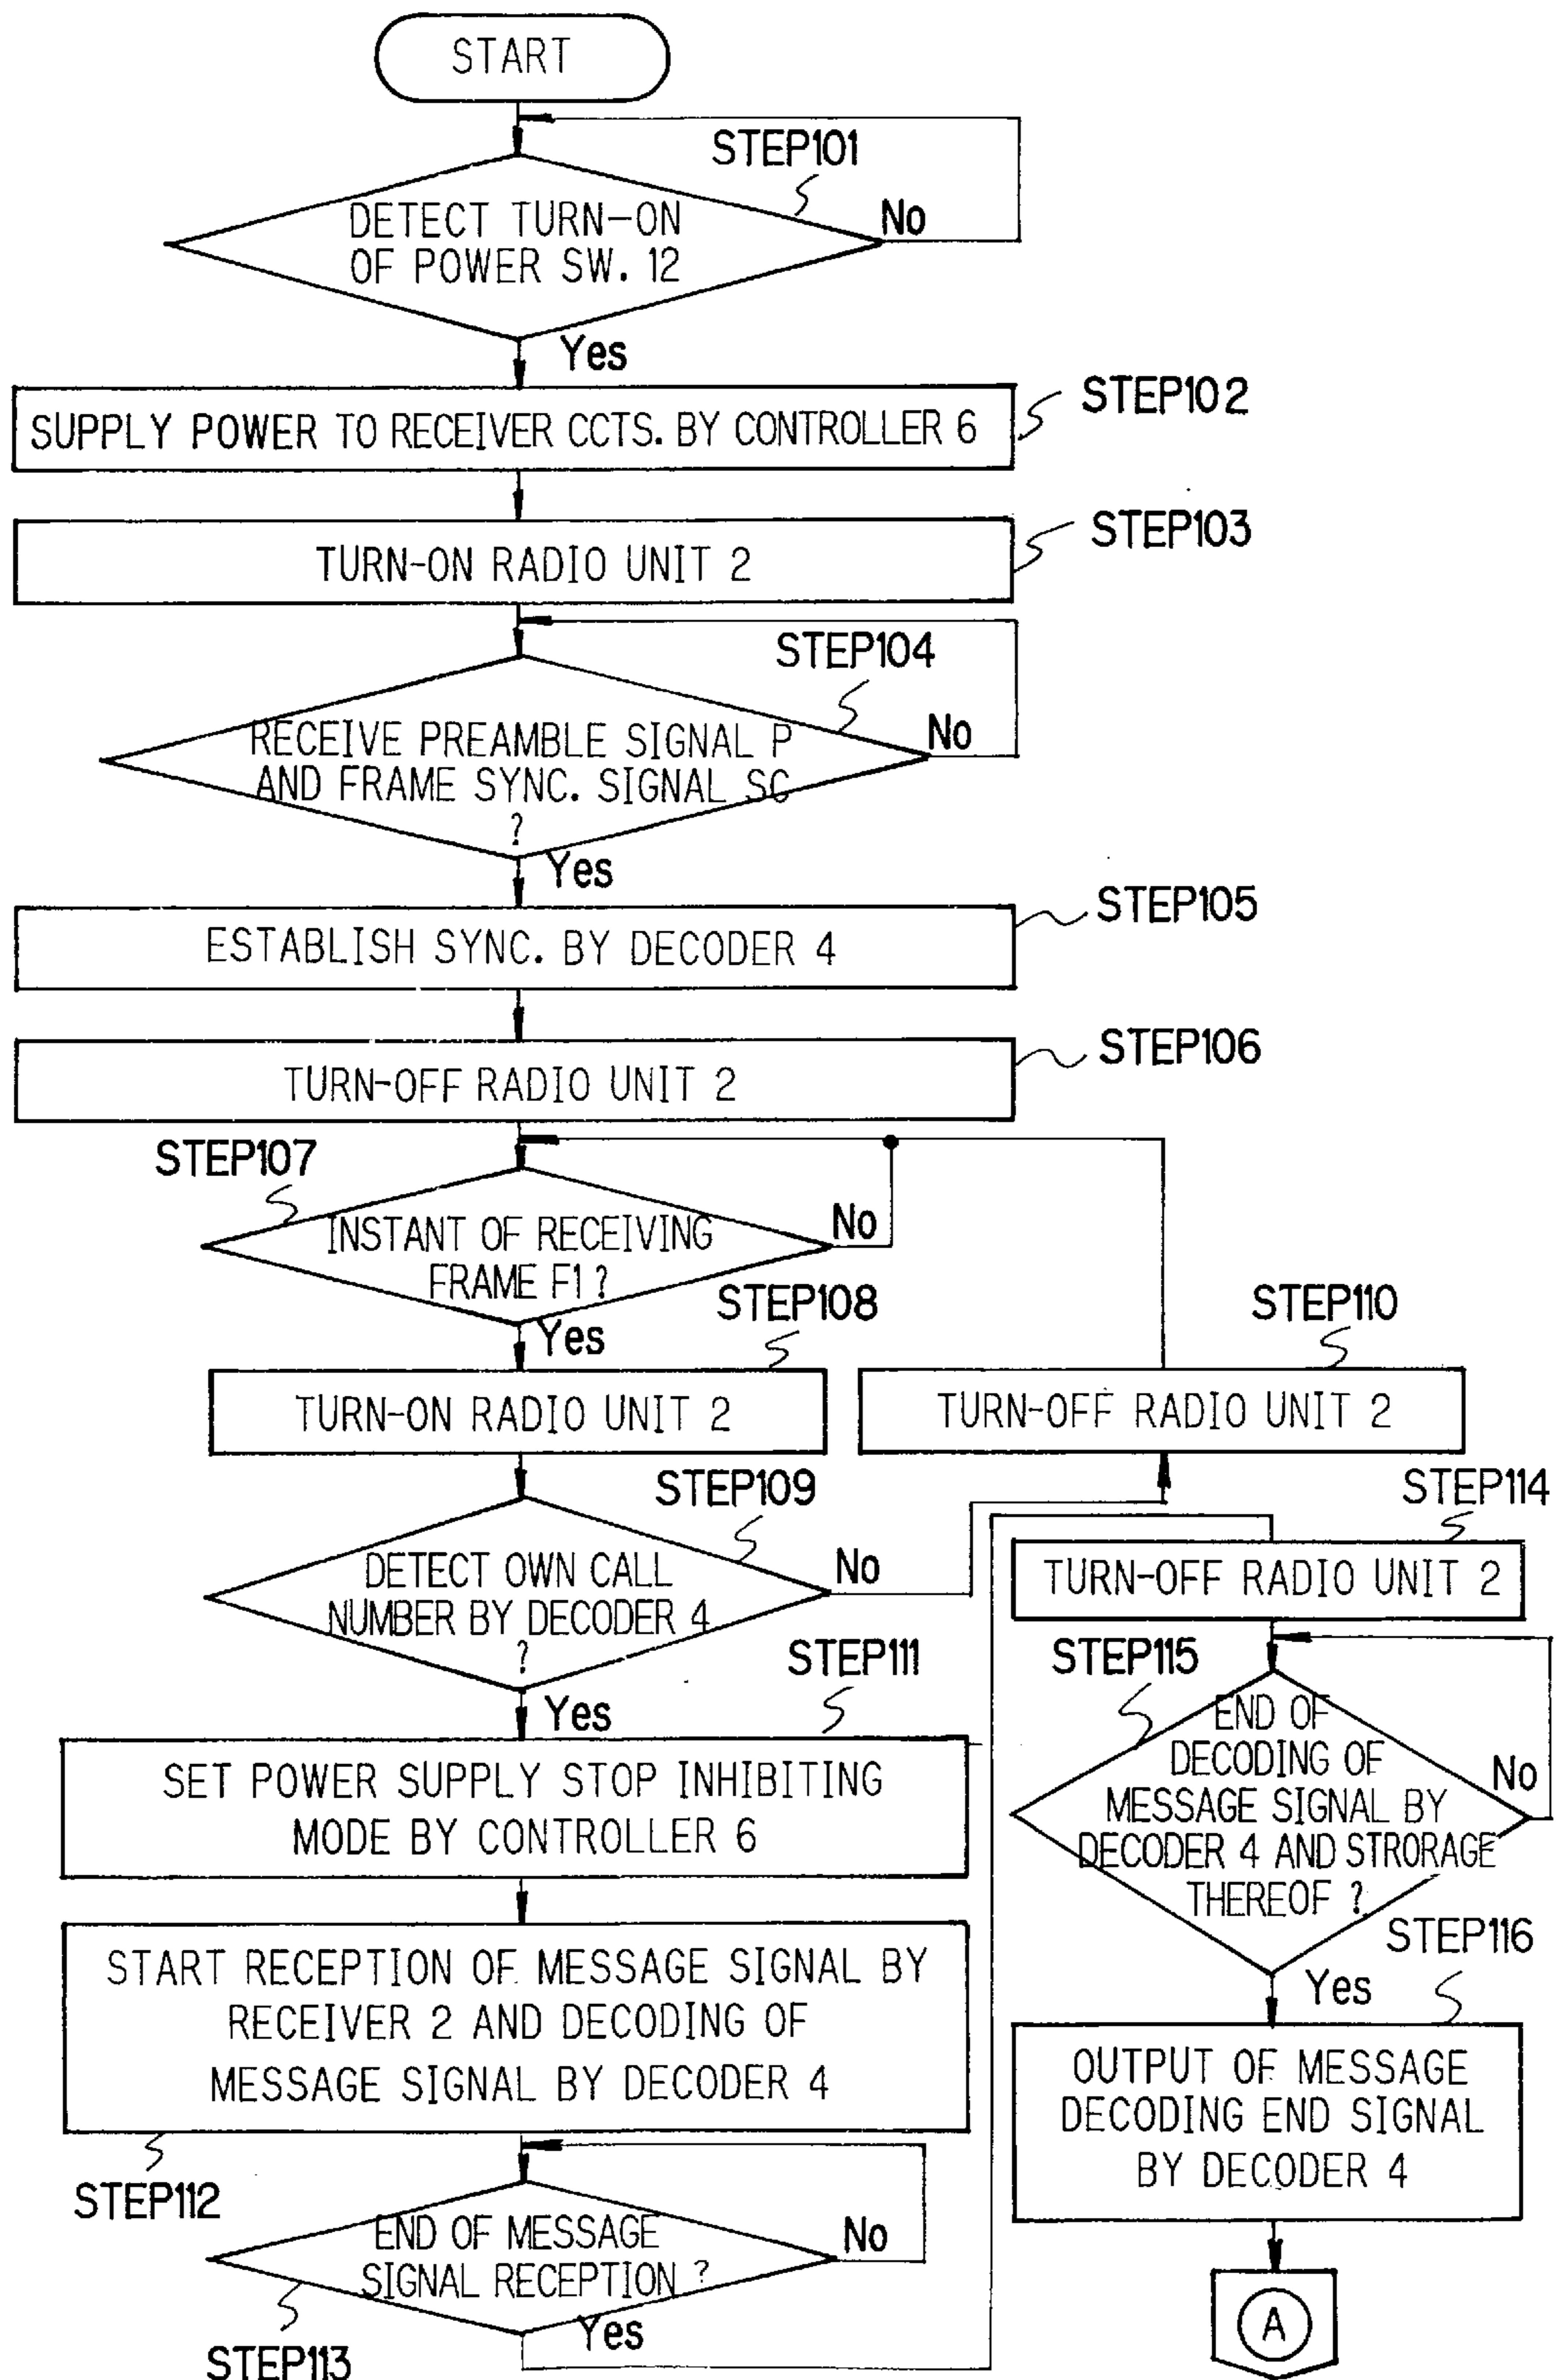 START
STEP101
DETECT TURN-ON
OF POWER SW. 12
No
Yes
STEP102
SUPPLY POWER TO RECEIVER CCTS. BY CONTROLLER 6
STEP103
TURN-ON RADIO UNIT 2
STEP104
RECEIVE PREAMBLE SIGNAL P
AND FRAME SYNC. SIGNAL SC
?
No
Yes
STEP105
ESTABLISH SYNC. BY DECODER 4
STEP106
TURN-OFF RADIO UNIT 2
STEP107
INSTANT OF RECEIVING
FRAME F1 ?
No
Yes
STEP108
TURN-ON RADIO UNIT 2
STEP110
TURN-OFF RADIO UNIT 2
STEP109
DETECT OWN CALL
NUMBER BY DECODER 4
?
No
Yes
STEP111
SET POWER SUPPLY STOP INHIBITING
MODE BY CONTROLLER 6
START RECEPTION OF MESSAGE SIGNAL BY
RECEIVER 2 AND DECODING OF
MESSAGE SIGNAL BY DECODER 4
STEP112
END OF MESSAGE
SIGNAL RECEPTION ?
No
Yes
STEP113
STEP114
TURN-OFF RADIO UNIT 2
STEP115
END OF
DECODING OF
MESSAGE SIGNAL BY
DECODER 4 AND STRORAGE
THEREOF ?
No
Yes
STEP116
OUTPUT OF MESSAGE
DECODING END SIGNAL
BY DECODER 4
A